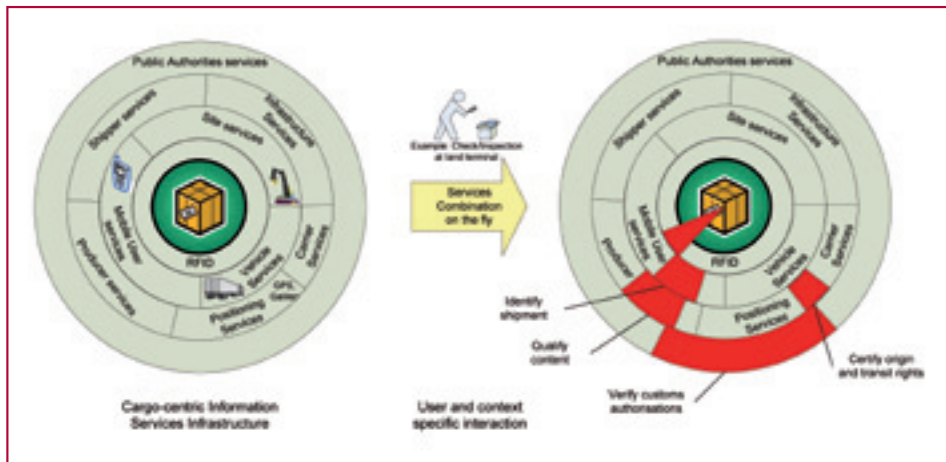 Public Authorities services
Shipper services
Infrastructure
Services
Site services
Mobile User
services
RFID
Vehicle
Services
Carrier
Services
producer services
Positioning
Services
GPS
Galileo
Cargo-centric Information
Services Infrastructure
Example: Check/Inspection
at land terminal
Services
Combination
on the fly
User and context
specific interaction
Public Authorities services
Shipper services
Infrastructure
Services
Site services
Mobile User
services
RFID
Vehicle
Services
Carrier
Services
producer
Positioning
Services
Identify
shipment
Qualify
content
Verify customs
authorisations
Certify origin
and transit rights